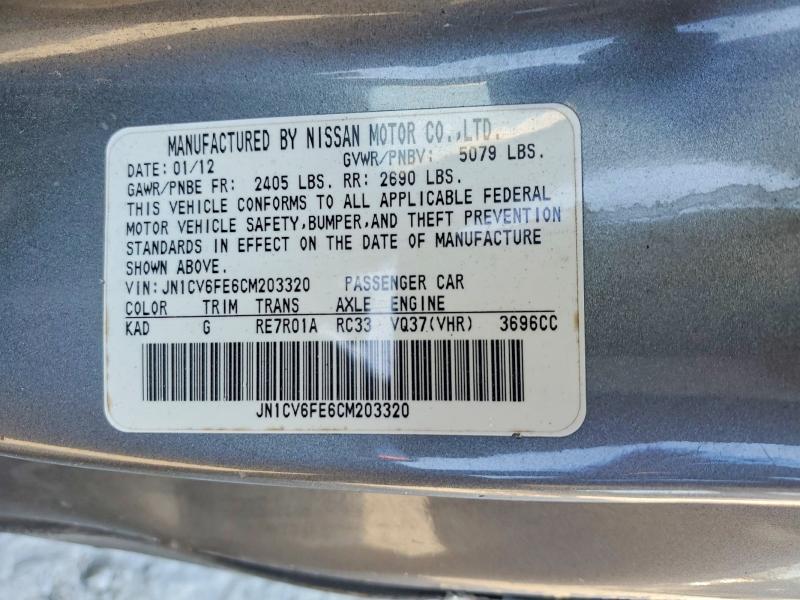 MANUFACTURED BY NISSAN MOTOR CO.,LTD.
DATE: 01/12 GVWR/PNBV: 5079 LBS.
GAWR/PNBE FR: 2405 LBS. RR: 2690 LBS.
THIS VEHICLE CONFORMS TO ALL APPLICABLE FEDERAL
MOTOR VEHICLE SAFETY,BUMPER,AND THEFT PREVENTION
STANDARDS IN EFFECT ON THE DATE OF MANUFACTURE
SHOWN ABOVE.
VIN:JN1CV6FE6CM203320 PASSENGER CAR
COLOR TRIM TRANS AXLE ENGINE
KAD G RE7R01A RC33 VQ37(VHR) 3696CC
JN1CV6FE6CM203320